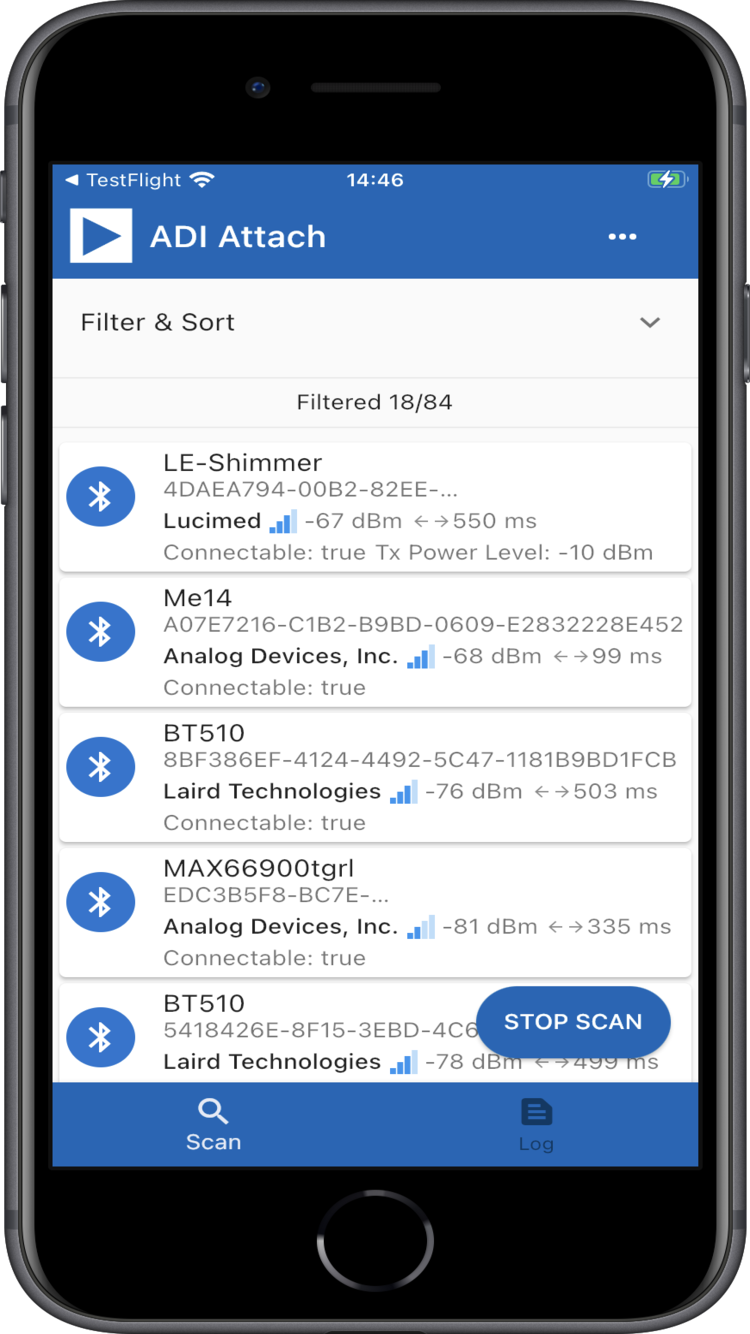 ◀ TestFlight 14:46
ADI Attach
Filter & Sort
Filtered 18/84
LE-Shimmer
4DAEA794-00B2-82EE-...
Lucimed -67 dBm ←→550 ms
Connectable: true Tx Power Level: -10 dBm
Me14
A07E7216-C1B2-B9BD-0609-E2832228E452
Analog Devices, Inc. -68 dBm ←→99 ms
Connectable: true
BT510
8BF386EF-4124-4492-5C47-1181B9BD1FCB
Laird Technologies -76 dBm ←→503 ms
Connectable: true
MAX66900tgrl
EDC3B5F8-BC7E-...
Analog Devices, Inc. -81 dBm ←→335 ms
Connectable: true
BT510
5418426E-8F15-3EBD-4C6
STOP SCAN
Laird Technologies -78 dBm ←→499 ms
Scan Log